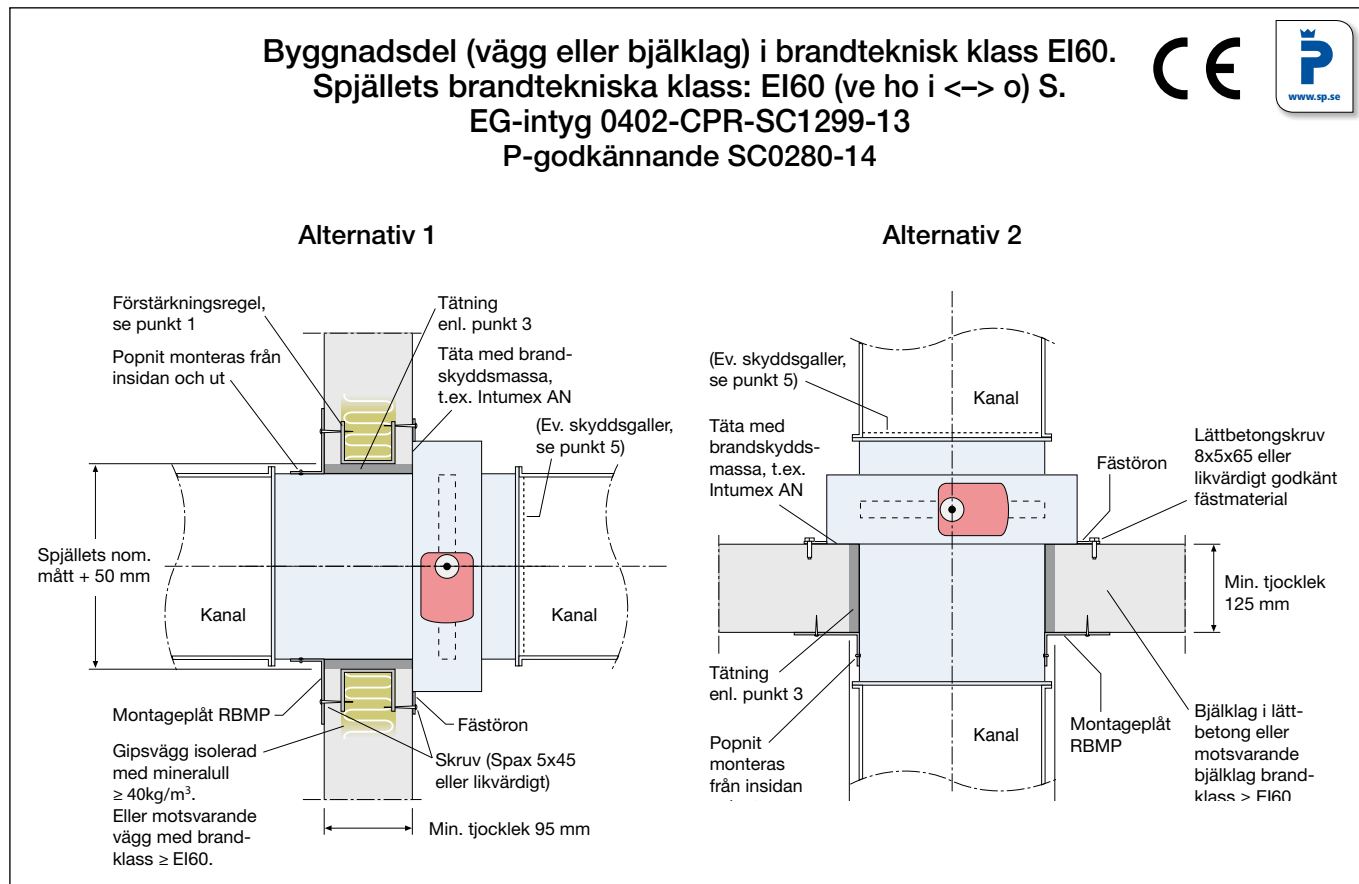 Byggnadsdel (vägg eller bjälklag) i brandteknisk klass EI60.
Spjällets brandtekniska klass: EI60 (ve ho i <–> o) S.
EG-intyg 0402-CPR-SC1299-13
P-godkännande SC0280-14
CE
P
www.sp.se
Alternativ 1
Förstärkningsregel,
se punkt 1
Popnit monteras från
insidan och ut
Tätning
enl. punkt 3
Täta med brand-
skyddsmassa,
t.ex. Intumex AN
(Ev. skyddsgaller,
se punkt 5)
Spjällets nom.
mått + 50 mm
Kanal
Kanal
Montageplåt RBMP
Gipsvägg isolerad
med mineralull
≥ 40kg/m³.
Eller motsvarande
vägg med brand-
klass ≥ EI60.
Fästöron
Skruv (Spax 5x45
eller likvärdigt)
Min. tjocklek 95 mm
Alternativ 2
(Ev. skyddsgaller,
se punkt 5)
Kanal
Täta med
brandskydds-
massa, t.ex.
Intumex AN
Fästöron
Lättbetongskruv
8x5x65 eller
likvärdigt godkänt
fästmaterial
Min. tjocklek
125 mm
Tätning
enl. punkt 3
Popnit
monteras
från insidan
Kanal
Montageplåt
RBMP
Bjälklag i lätt-
betong eller
motsvarande
bjälklag brand-
klass ≥ EI60